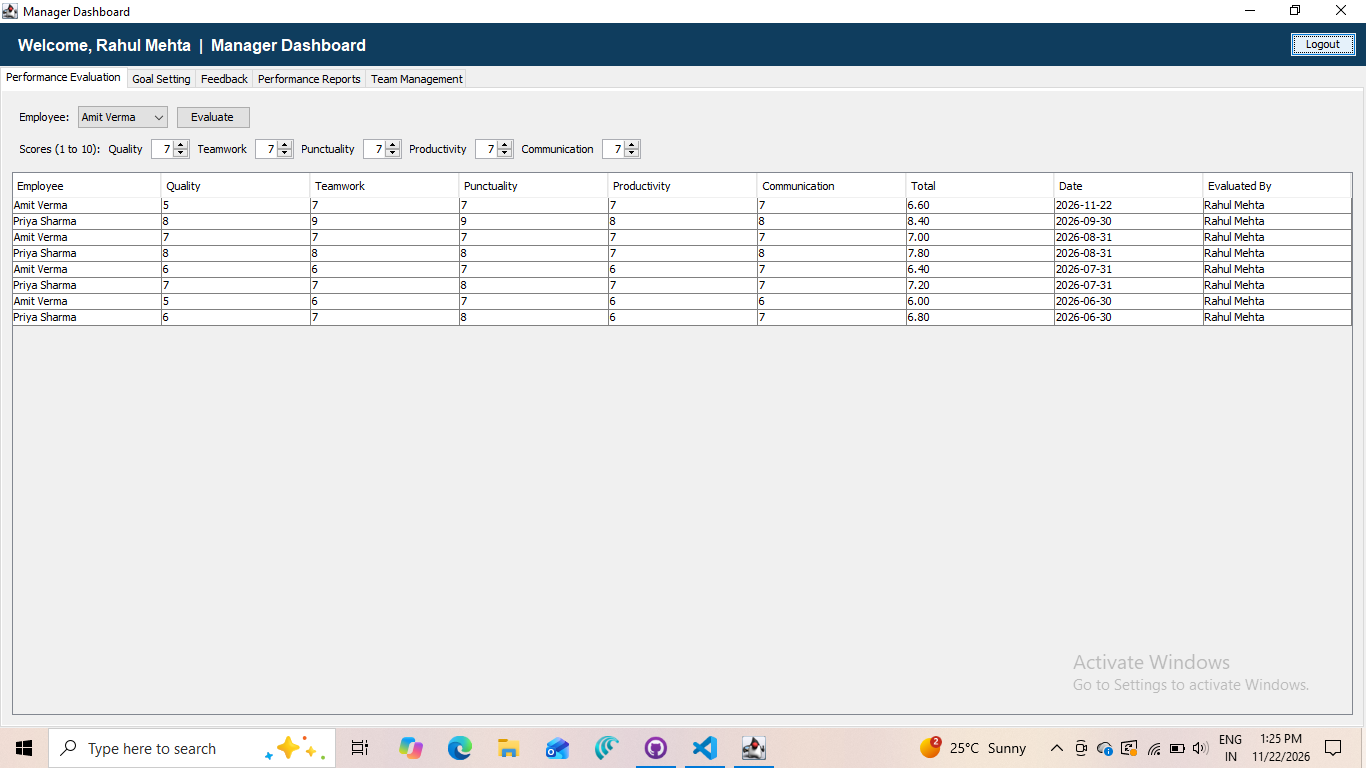 Manager Dashboard
Welcome, Rahul Mehta | Manager Dashboard
Logout
Performance Evaluation Goal Setting Feedback Performance Reports Team Management
Employee: Amit Verma Evaluate
Scores (1 to 10): Quality 7 Teamwork 7 Punctuality 7 Productivity 7 Communication 7
Employee Quality Teamwork Punctuality Productivity Communication Total Date Evaluated By
Amit Verma 5 7 7 7 7 6.60 2026-11-22 Rahul Mehta
Priya Sharma 8 9 9 8 8 8.40 2026-09-30 Rahul Mehta
Amit Verma 7 7 7 7 7 7.00 2026-08-31 Rahul Mehta
Priya Sharma 8 8 8 7 8 7.80 2026-08-31 Rahul Mehta
Amit Verma 6 6 7 6 7 6.40 2026-07-31 Rahul Mehta
Priya Sharma 7 7 8 7 7 7.20 2026-07-31 Rahul Mehta
Amit Verma 5 6 7 6 6 6.00 2026-06-30 Rahul Mehta
Priya Sharma 6 7 8 6 7 6.80 2026-06-30 Rahul Mehta
Activate Windows
Go to Settings to activate Windows.
Type here to search
2
25°C Sunny
ENG
IN
1:25 PM
11/22/2026